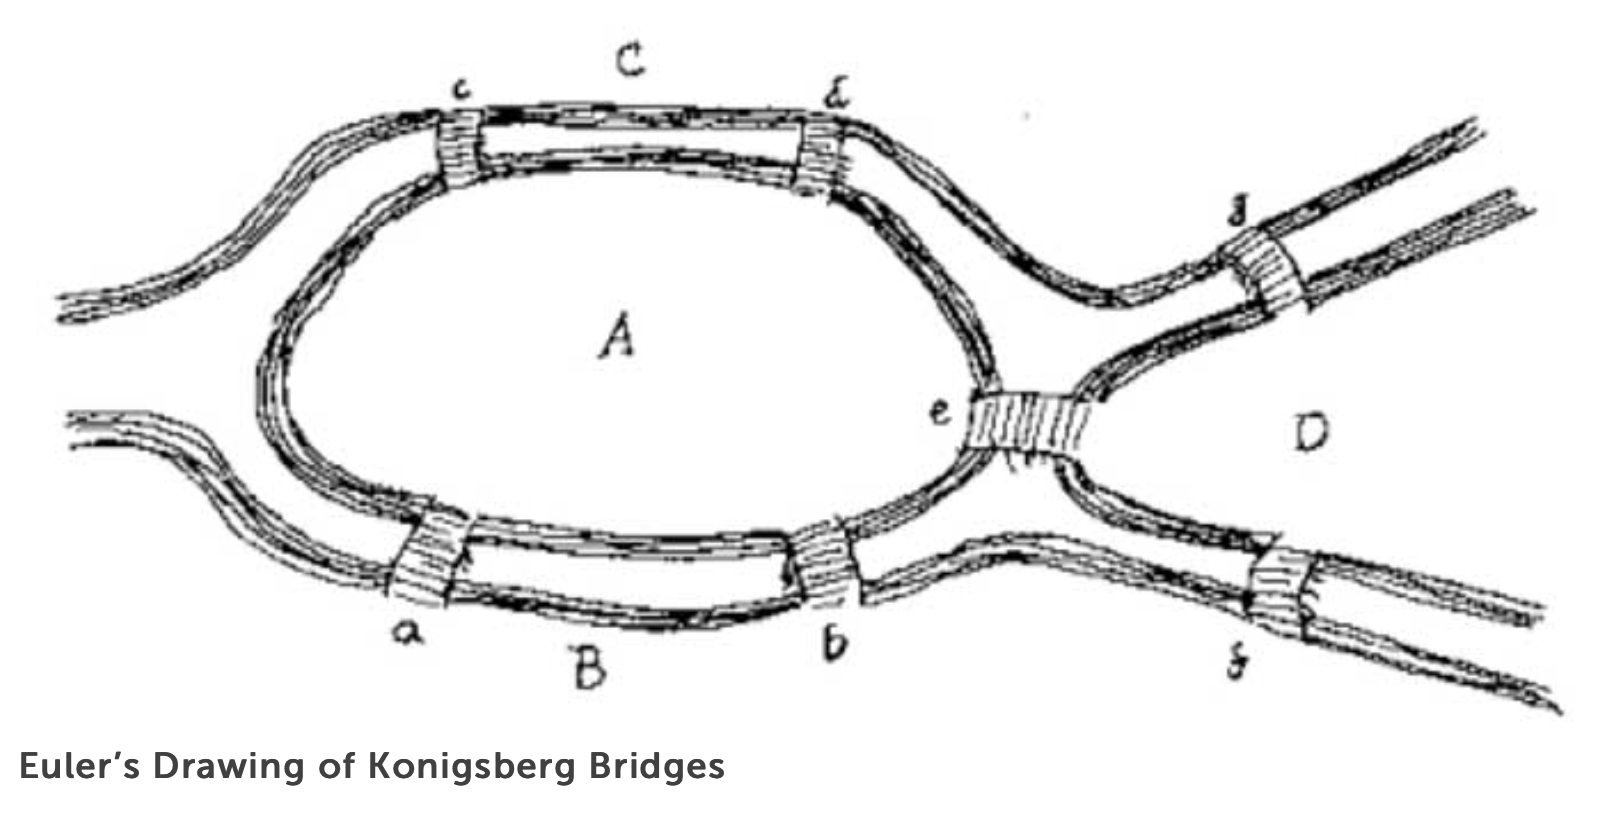 C
c d
g
A
e D
a b f
B
Euler’s Drawing of Konigsberg Bridges